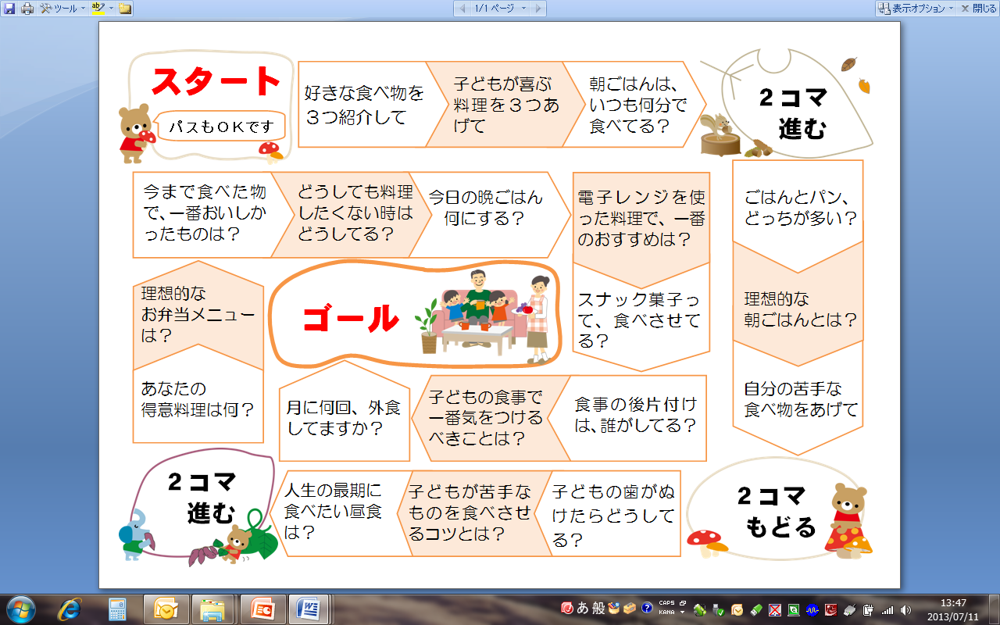 ツール
1/1 ページ
表示オプション
閉じる
スタート
パスもOKです
好きな食べ物を
３つ紹介して
子どもが喜ぶ
料理を３つあ
げて
朝ごはんは、
いつも何分で
食べてる？
２コマ
進む
ごはんとパン、
どっちが多い？
理想的な
朝ごはんとは？
自分の苦手な
食べ物をあげて
２コマ
もどる
子どもの歯がぬ
けたらどうして
る？
子どもが苦手な
ものを食べさせ
るコツとは？
人生の最期に
食べたい昼食
は？
２コマ
進む
あなたの
得意料理は何？
理想的な
お弁当メニュー
は？
今まで食べた物
で、一番おいしか
ったものは？
どうしても料理
したくない時は
どうしてる？
今日の晩ごはん
何にする？
電子レンジを使
った料理で、一番
のおすすめは？
スナック菓子っ
て、食べさせて
る？
食事の後片付け
は、誰がしてる？
子どもの食事で
一番気をつける
べきことは？
月に何回、外食
してますか？
ゴール
あ 般
CAPS
KANA
13:47
2013/07/11